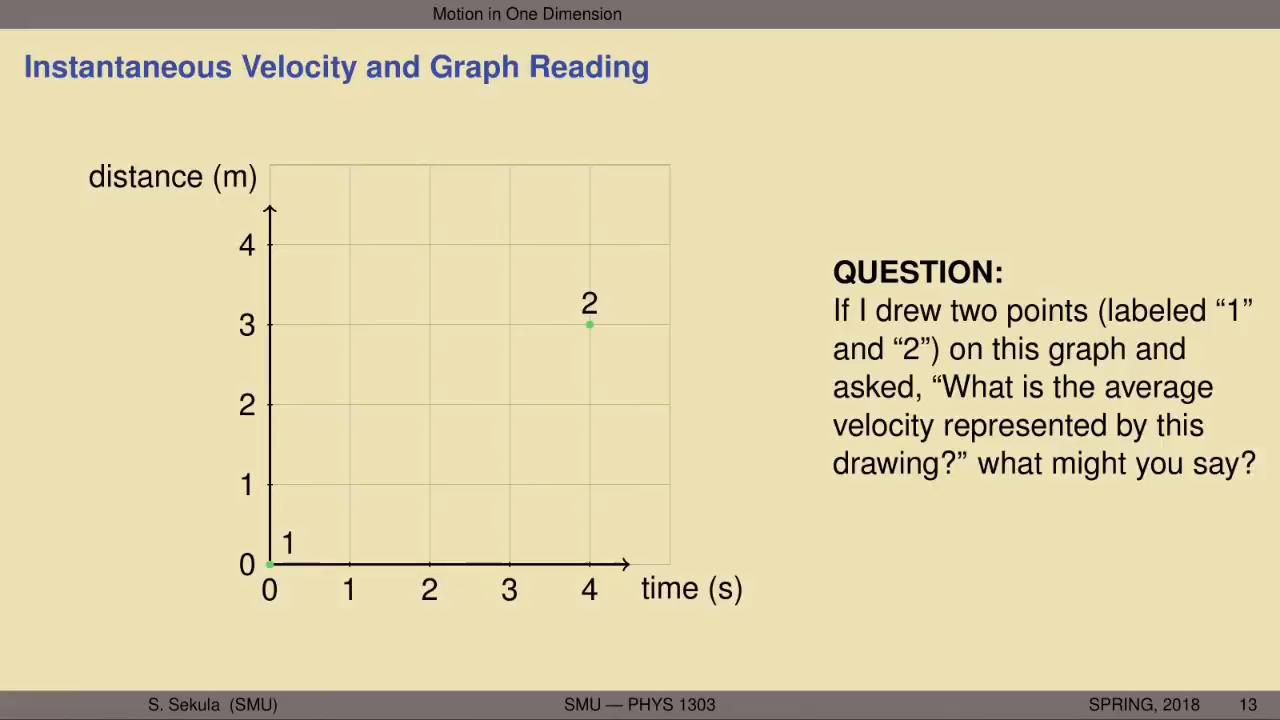 Motion in One Dimension
Instantaneous Velocity and Graph Reading
distance (m)
4
3
2
1
0
2
1
0 1 2 3 4
time (s)
QUESTION:
If I drew two points (labeled “1”
and “2”) on this graph and
asked, “What is the average
velocity represented by this
drawing?” what might you say?
S. Sekula (SMU)
SMU — PHYS 1303
SPRING, 2018
13